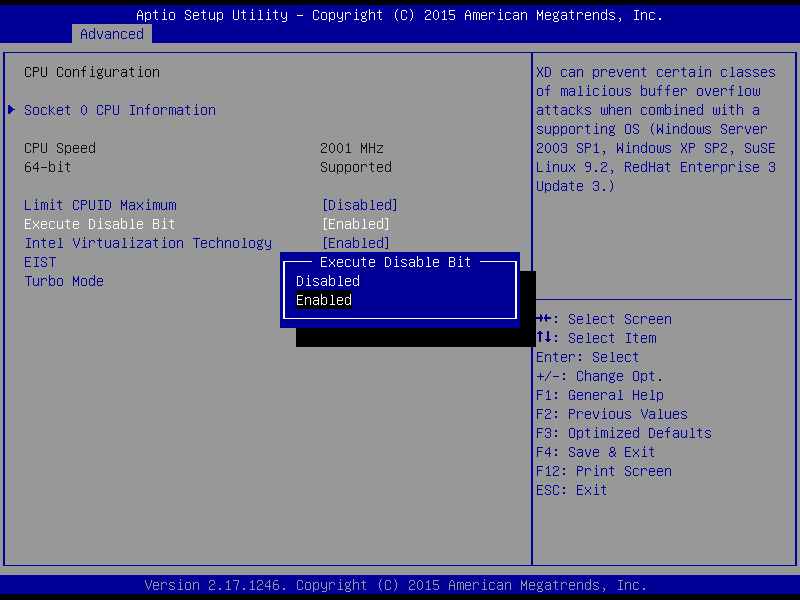 Aptio Setup Utility – Copyright (C) 2015 American Megatrends, Inc.
Advanced
CPU Configuration
Socket 0 CPU Information
CPU Speed 2001 MHz
64-bit Supported
Limit CPUID Maximum [Disabled]
Execute Disable Bit [Enabled]
Intel Virtualization Technology [Enabled]
EIST
Turbo Mode
Execute Disable Bit
Disabled
Enabled
XD can prevent certain classes
of malicious buffer overflow
attacks when combined with a
supporting OS (Windows Server
2003 SP1, Windows XP SP2, SuSE
Linux 9.2, RedHat Enterprise 3
Update 3.)
→←: Select Screen
↑↓: Select Item
Enter: Select
+/-: Change Opt.
F1: General Help
F2: Previous Values
F3: Optimized Defaults
F4: Save & Exit
F12: Print Screen
ESC: Exit
Version 2.17.1246. Copyright (C) 2015 American Megatrends, Inc.